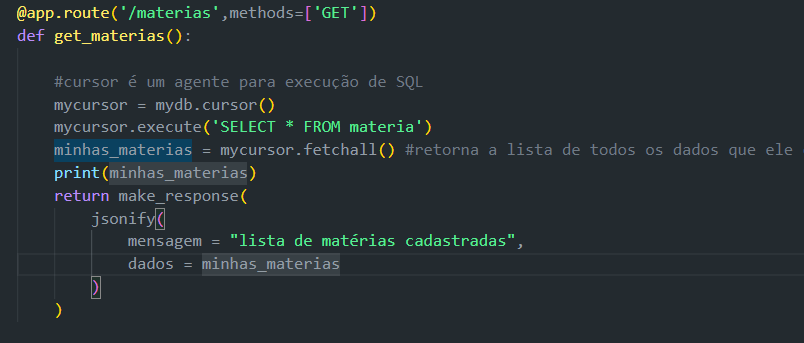 @app.route('/materias',methods=['GET'])
def get_materias():
#cursor é um agente para execução de SQL
mycursor = mydb.cursor()
mycursor.execute('SELECT * FROM materia')
minhas_materias = mycursor.fetchall() #retorna a lista de todos os dados que ele
print(minhas_materias)
return make_response(
jsonify(
mensagem = "lista de matérias cadastradas",
dados = minhas_materias
)
)